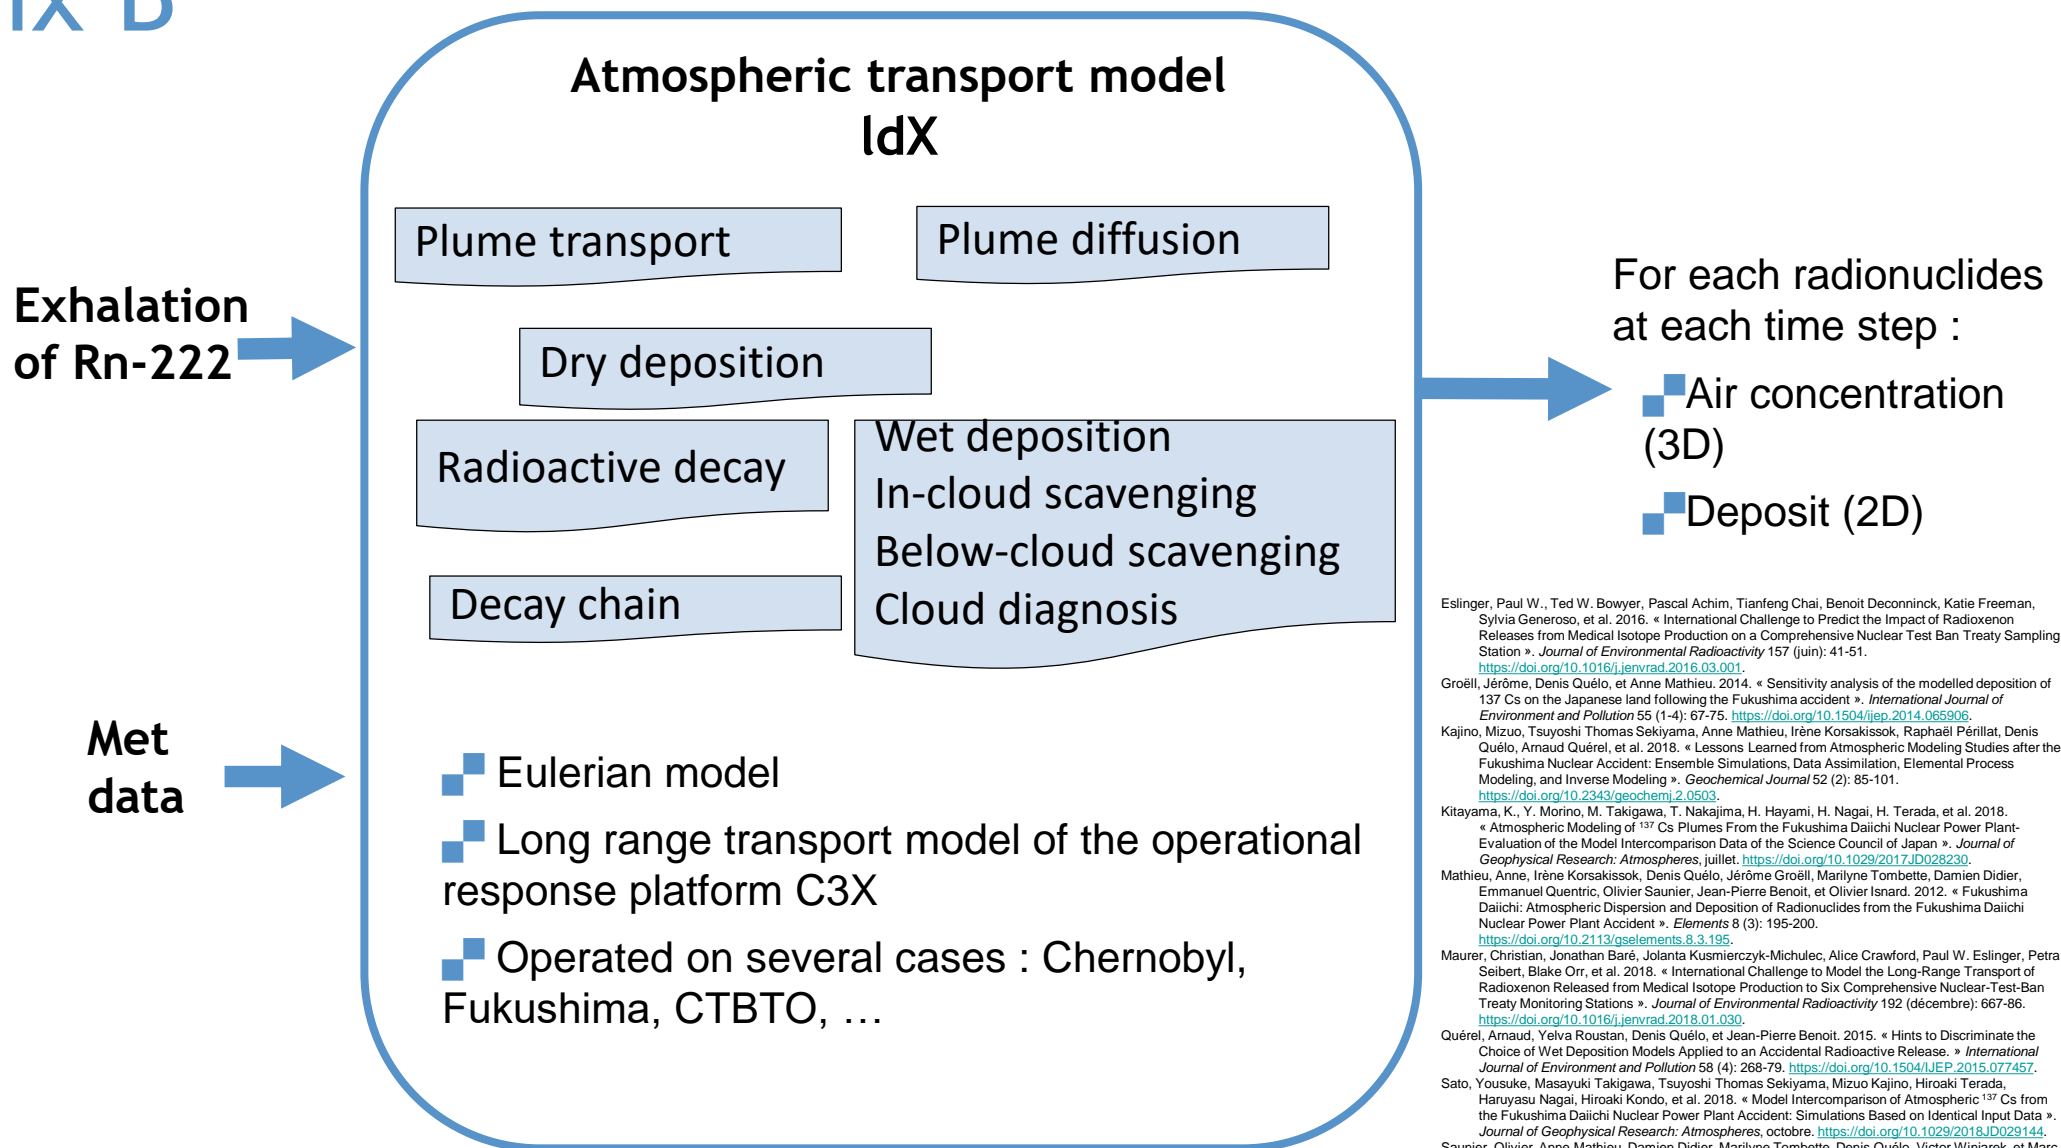 ix B
Atmospheric transport model
ldX
Plume transport
Plume diffusion
Dry deposition
Radioactive decay
Wet deposition
In-cloud scavenging
Below-cloud scavenging
Cloud diagnosis
Decay chain
Exhalation
of Rn-222
Met
data
Eulerian model
Long range transport model of the operational
response platform C3X
Operated on several cases : Chernobyl,
Fukushima, CTBTO, …
For each radionuclides
at each time step :
Air concentration
(3D)
Deposit (2D)
Eslinger, Paul W., Ted W. Bowyer, Pascal Achim, Tianfeng Chai, Benoit Deconninck, Katie Freeman,
Sylvia Generoso, et al. 2016. « International Challenge to Predict the Impact of Radioxenon
Releases from Medical Isotope Production on a Comprehensive Nuclear Test Ban Treaty Sampling
Station ». Journal of Environmental Radioactivity 157 (juin): 41-51.
https://doi.org/10.1016/j.jenvrad.2016.03.001.
Groëll, Jérôme, Denis Quélo, et Anne Mathieu. 2014. « Sensitivity analysis of the modelled deposition of
137 Cs on the Japanese land following the Fukushima accident ». International Journal of
Environment and Pollution 55 (1-4): 67-75. https://doi.org/10.1504/ijep.2014.065906.
Kajino, Mizuo, Tsuyoshi Thomas Sekiyama, Anne Mathieu, Irène Korsakissok, Raphaël Périllat, Denis
Quélo, Arnaud Quérel, et al. 2018. « Lessons Learned from Atmospheric Modeling Studies after the
Fukushima Nuclear Accident: Ensemble Simulations, Data Assimilation, Elemental Process
Modeling, and Inverse Modeling ». Geochemical Journal 52 (2): 85-101.
https://doi.org/10.2343/geochemj.2.0503.
Kitayama, K., Y. Morino, M. Takigawa, T. Nakajima, H. Hayami, H. Nagai, H. Terada, et al. 2018.
« Atmospheric Modeling of 137 Cs Plumes From the Fukushima Daiichi Nuclear Power Plant-
Evaluation of the Model Intercomparison Data of the Science Council of Japan ». Journal of
Geophysical Research: Atmospheres, juillet. https://doi.org/10.1029/2017JD028230.
Mathieu, Anne, Irène Korsakissok, Denis Quélo, Jérôme Groëll, Marilyne Tombette, Damien Didier,
Emmanuel Quentric, Olivier Saunier, Jean-Pierre Benoit, et Olivier Isnard. 2012. « Fukushima
Daiichi: Atmospheric Dispersion and Deposition of Radionuclides from the Fukushima Daiichi
Nuclear Power Plant Accident ». Elements 8 (3): 195-200.
https://doi.org/10.2113/gselements.8.3.195.
Maurer, Christian, Jonathan Baré, Jolanta Kusmierczyk-Michulec, Alice Crawford, Paul W. Eslinger, Petra
Seibert, Blake Orr, et al. 2018. « International Challenge to Model the Long-Range Transport of
Radioxenon Released from Medical Isotope Production to Six Comprehensive Nuclear-Test-Ban
Treaty Monitoring Stations ». Journal of Environmental Radioactivity 192 (décembre): 667-86.
https://doi.org/10.1016/j.jenvrad.2018.01.030.
Quérel, Arnaud, Yelva Roustan, Denis Quélo, et Jean-Pierre Benoit. 2015. « Hints to Discriminate the
Choice of Wet Deposition Models Applied to an Accidental Radioactive Release. » International
Journal of Environment and Pollution 58 (4): 268-79. https://doi.org/10.1504/IJEP.2015.077457.
Sato, Yousuke, Masayuki Takigawa, Tsuyoshi Thomas Sekiyama, Mizuo Kajino, Hiroaki Terada,
Haruyasu Nagai, Hiroaki Kondo, et al. 2018. « Model Intercomparison of Atmospheric 137 Cs from
the Fukushima Daiichi Nuclear Power Plant Accident: Simulations Based on Identical Input Data ».
Journal of Geophysical Research: Atmospheres, octobre. https://doi.org/10.1029/2018JD029144.
Saunier, Olivier, Anne Mathieu, Damien Didier, Marilyne Tombette, Denis Quélo, Victor Winiarek, et Marc